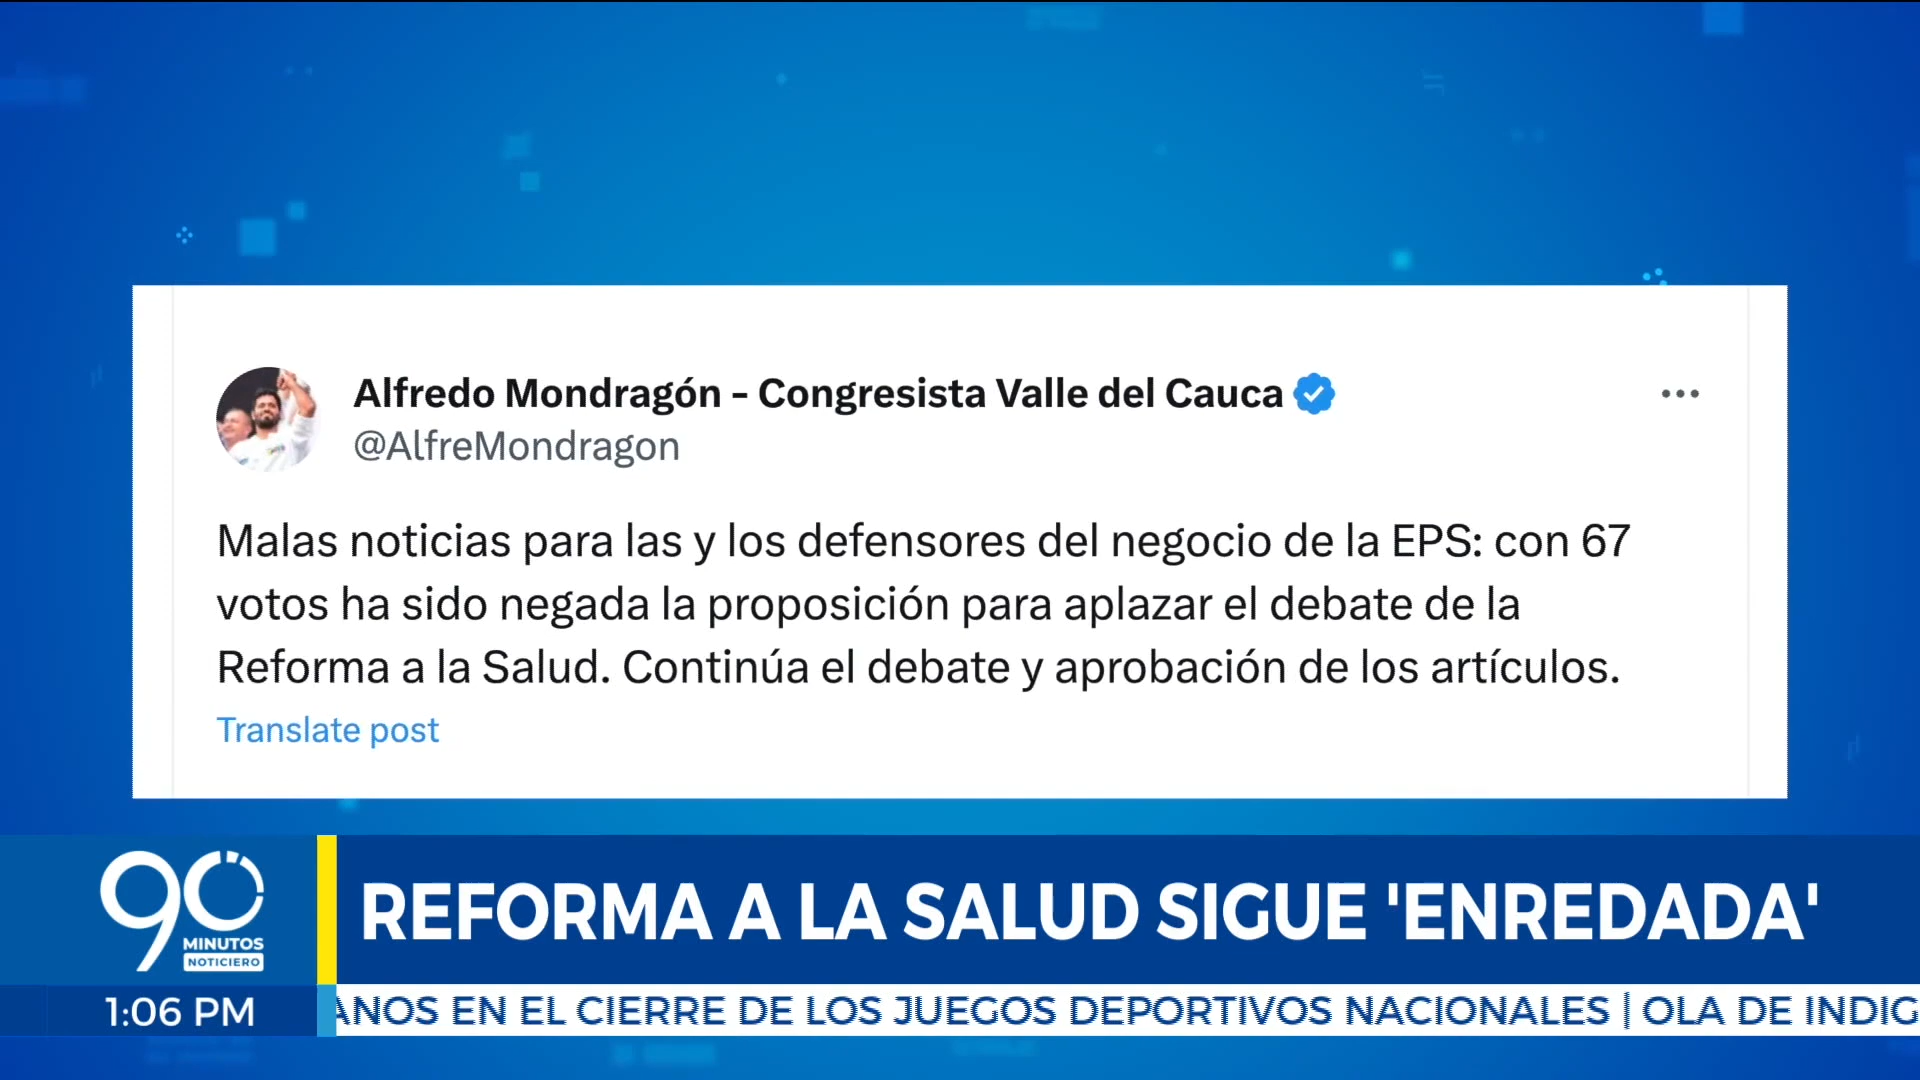 Alfredo Mondragón - Congresista Valle del Cauca
@AlfreMondragon
Malas noticias para las y los defensores del negocio de la EPS: con 67
votos ha sido negada la proposición para aplazar el debate de la
Reforma a la Salud. Continúa el debate y aprobación de los artículos.
Translate post
90
MINUTOS
NOTICIERO
REFORMA A LA SALUD SIGUE 'ENREDADA'
1:06 PM
ANOS EN EL CIERRE DE LOS JUEGOS DEPORTIVOS NACIONALES | OLA DE INDIG